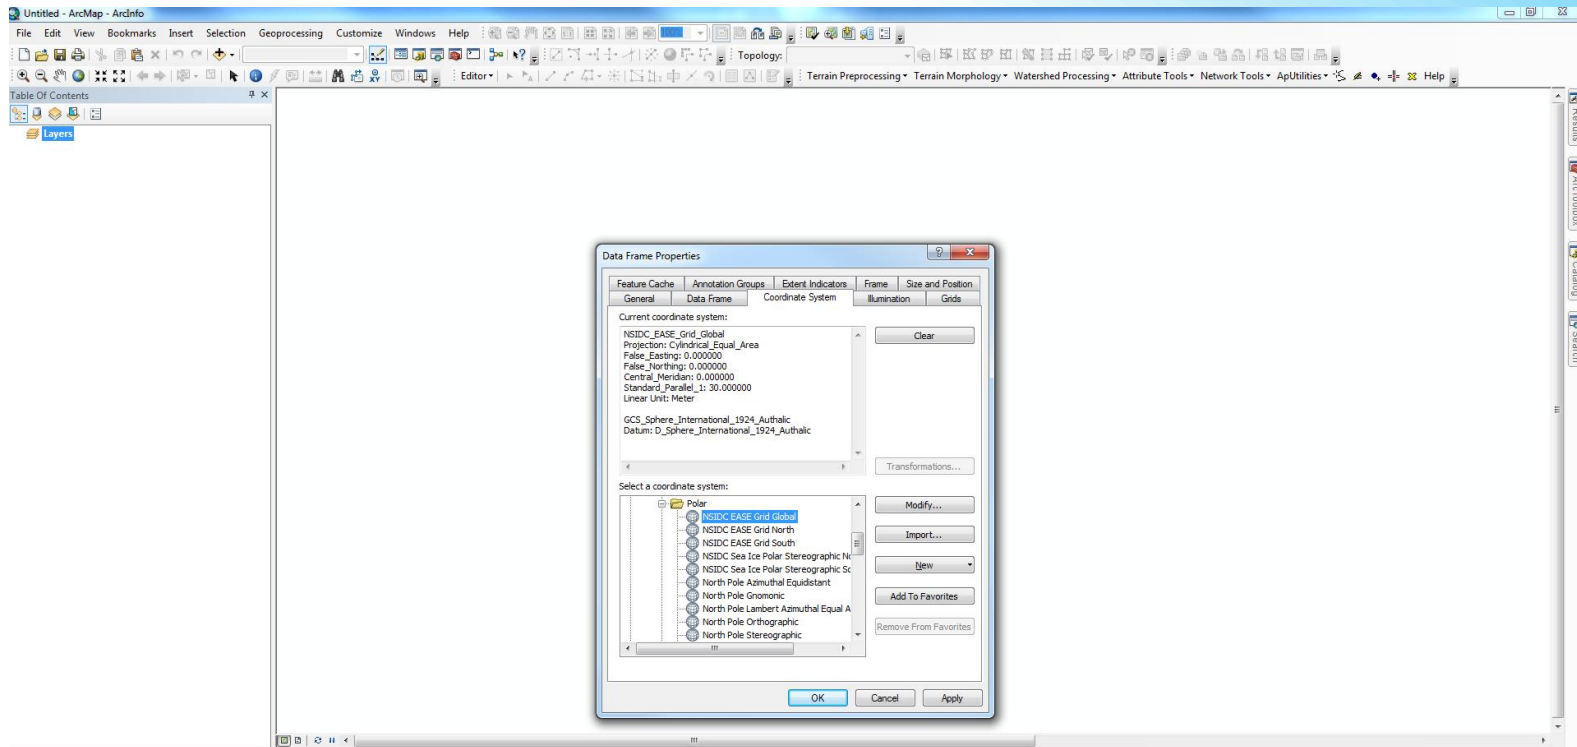 Untitled - ArcMap - ArcInfo
File Edit View Bookmarks Insert Selection Geoprocessing Customize Windows Help 100%
Topology:
Editor Terrain Preprocessing Terrain Morphology Watershed Processing Attribute Tools Network Tools ApUtilities Help
Table Of Contents
Layers
Results
ArcToolbox
Catalog
Search
Data Frame Properties
Feature Cache Annotation Groups Extent Indicators Frame Size and Position
General Data Frame Coordinate System Illumination Grids
Current coordinate system:
NSIDC_EASE_Grid_Global
Projection: Cylindrical_Equal_Area
False_Easting: 0.000000
False_Northing: 0.000000
Central_Meridian: 0.000000
Standard_Parallel_1: 30.000000
Linear Unit: Meter
GCS_Sphere_International_1924_Authalic
Datum: D_Sphere_International_1924_Authalic
Clear
Transformations...
Select a coordinate system:
Polar
NSIDC EASE Grid Global
NSIDC EASE Grid North
NSIDC EASE Grid South
NSIDC Sea Ice Polar Stereographic No
NSIDC Sea Ice Polar Stereographic So
North Pole Azimuthal Equidistant
North Pole Gnomonic
North Pole Lambert Azimuthal Equal A
North Pole Orthographic
North Pole Stereographic
Modify...
Import...
New
Add To Favorites
Remove From Favorites
OK Cancel Apply